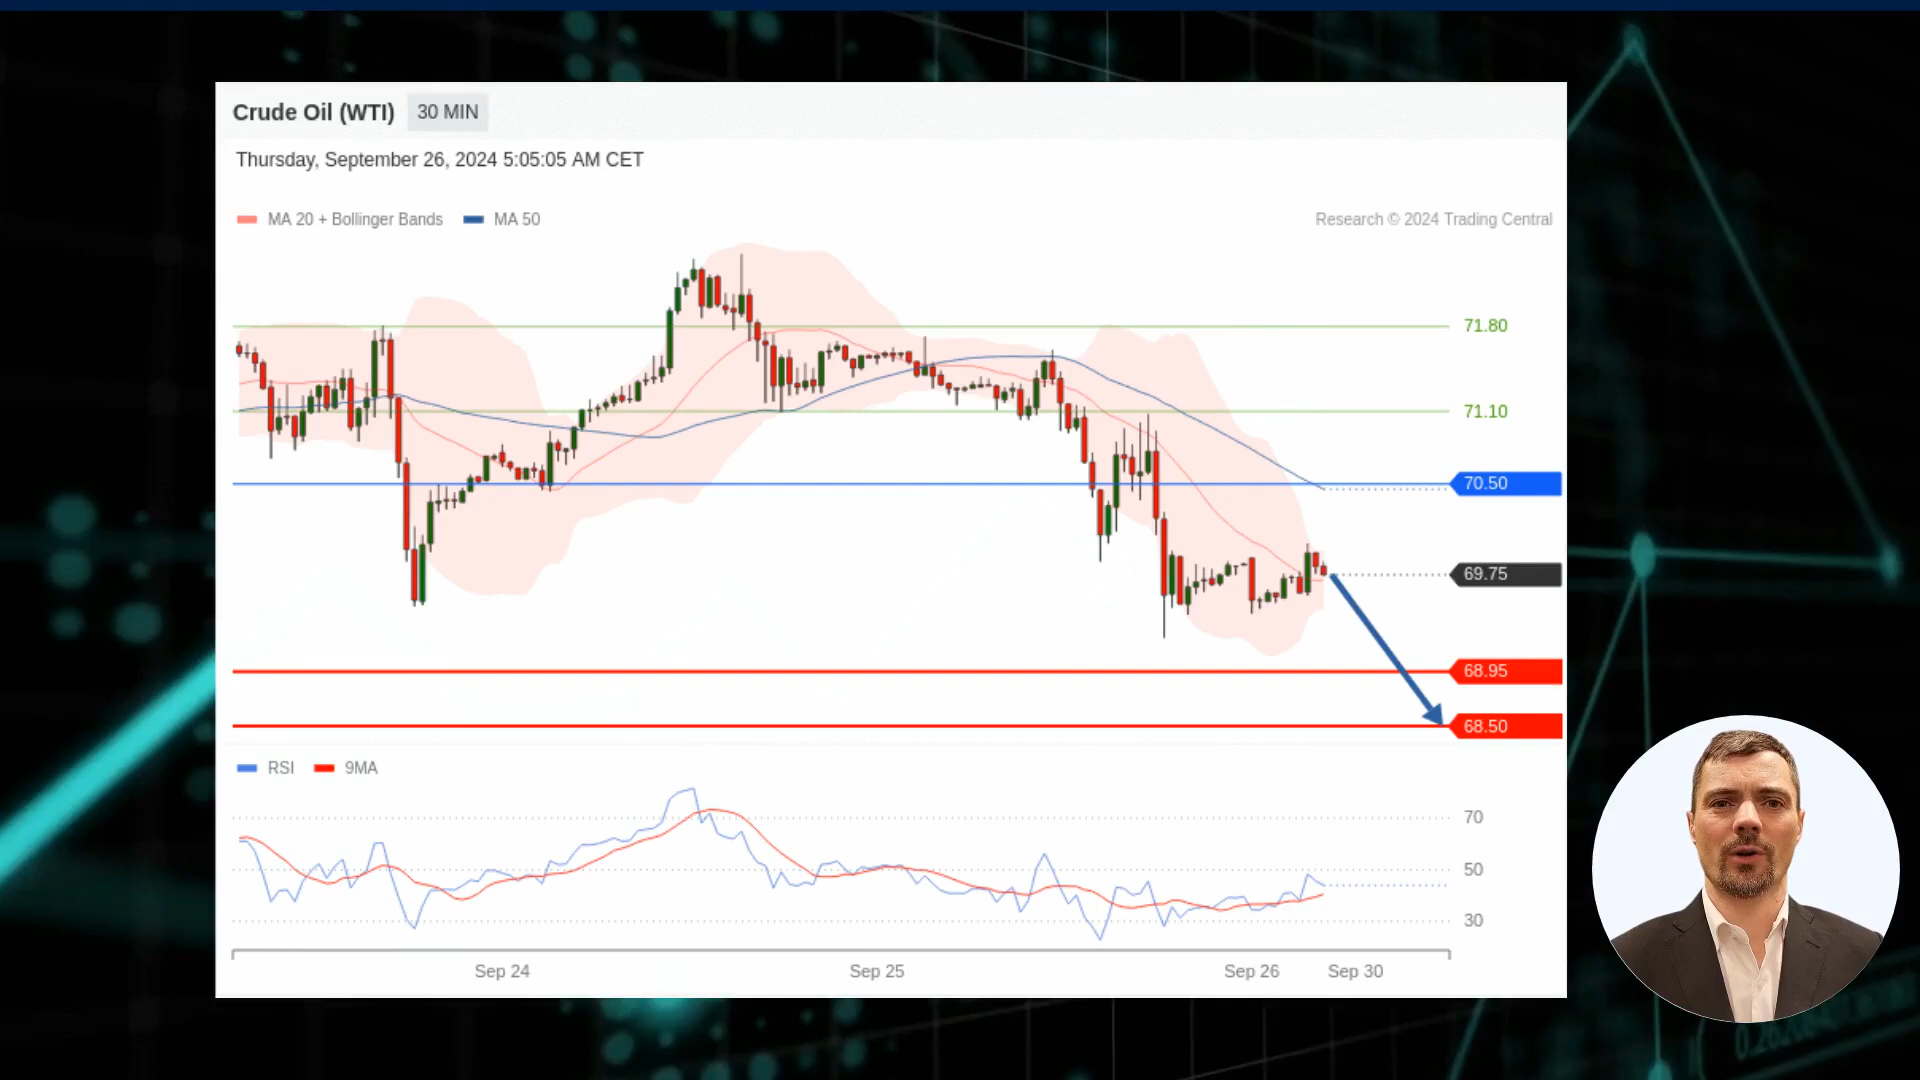 Crude Oil (WTI) 30 MIN
Thursday, September 26, 2024 5:05:05 AM CET
MA 20 + Bollinger Bands MA 50
Research © 2024 Trading Central
71.80
71.10
70.50
69.75
68.95
68.50
RSI 9MA
70
50
30
Sep 24 Sep 25 Sep 26 Sep 30